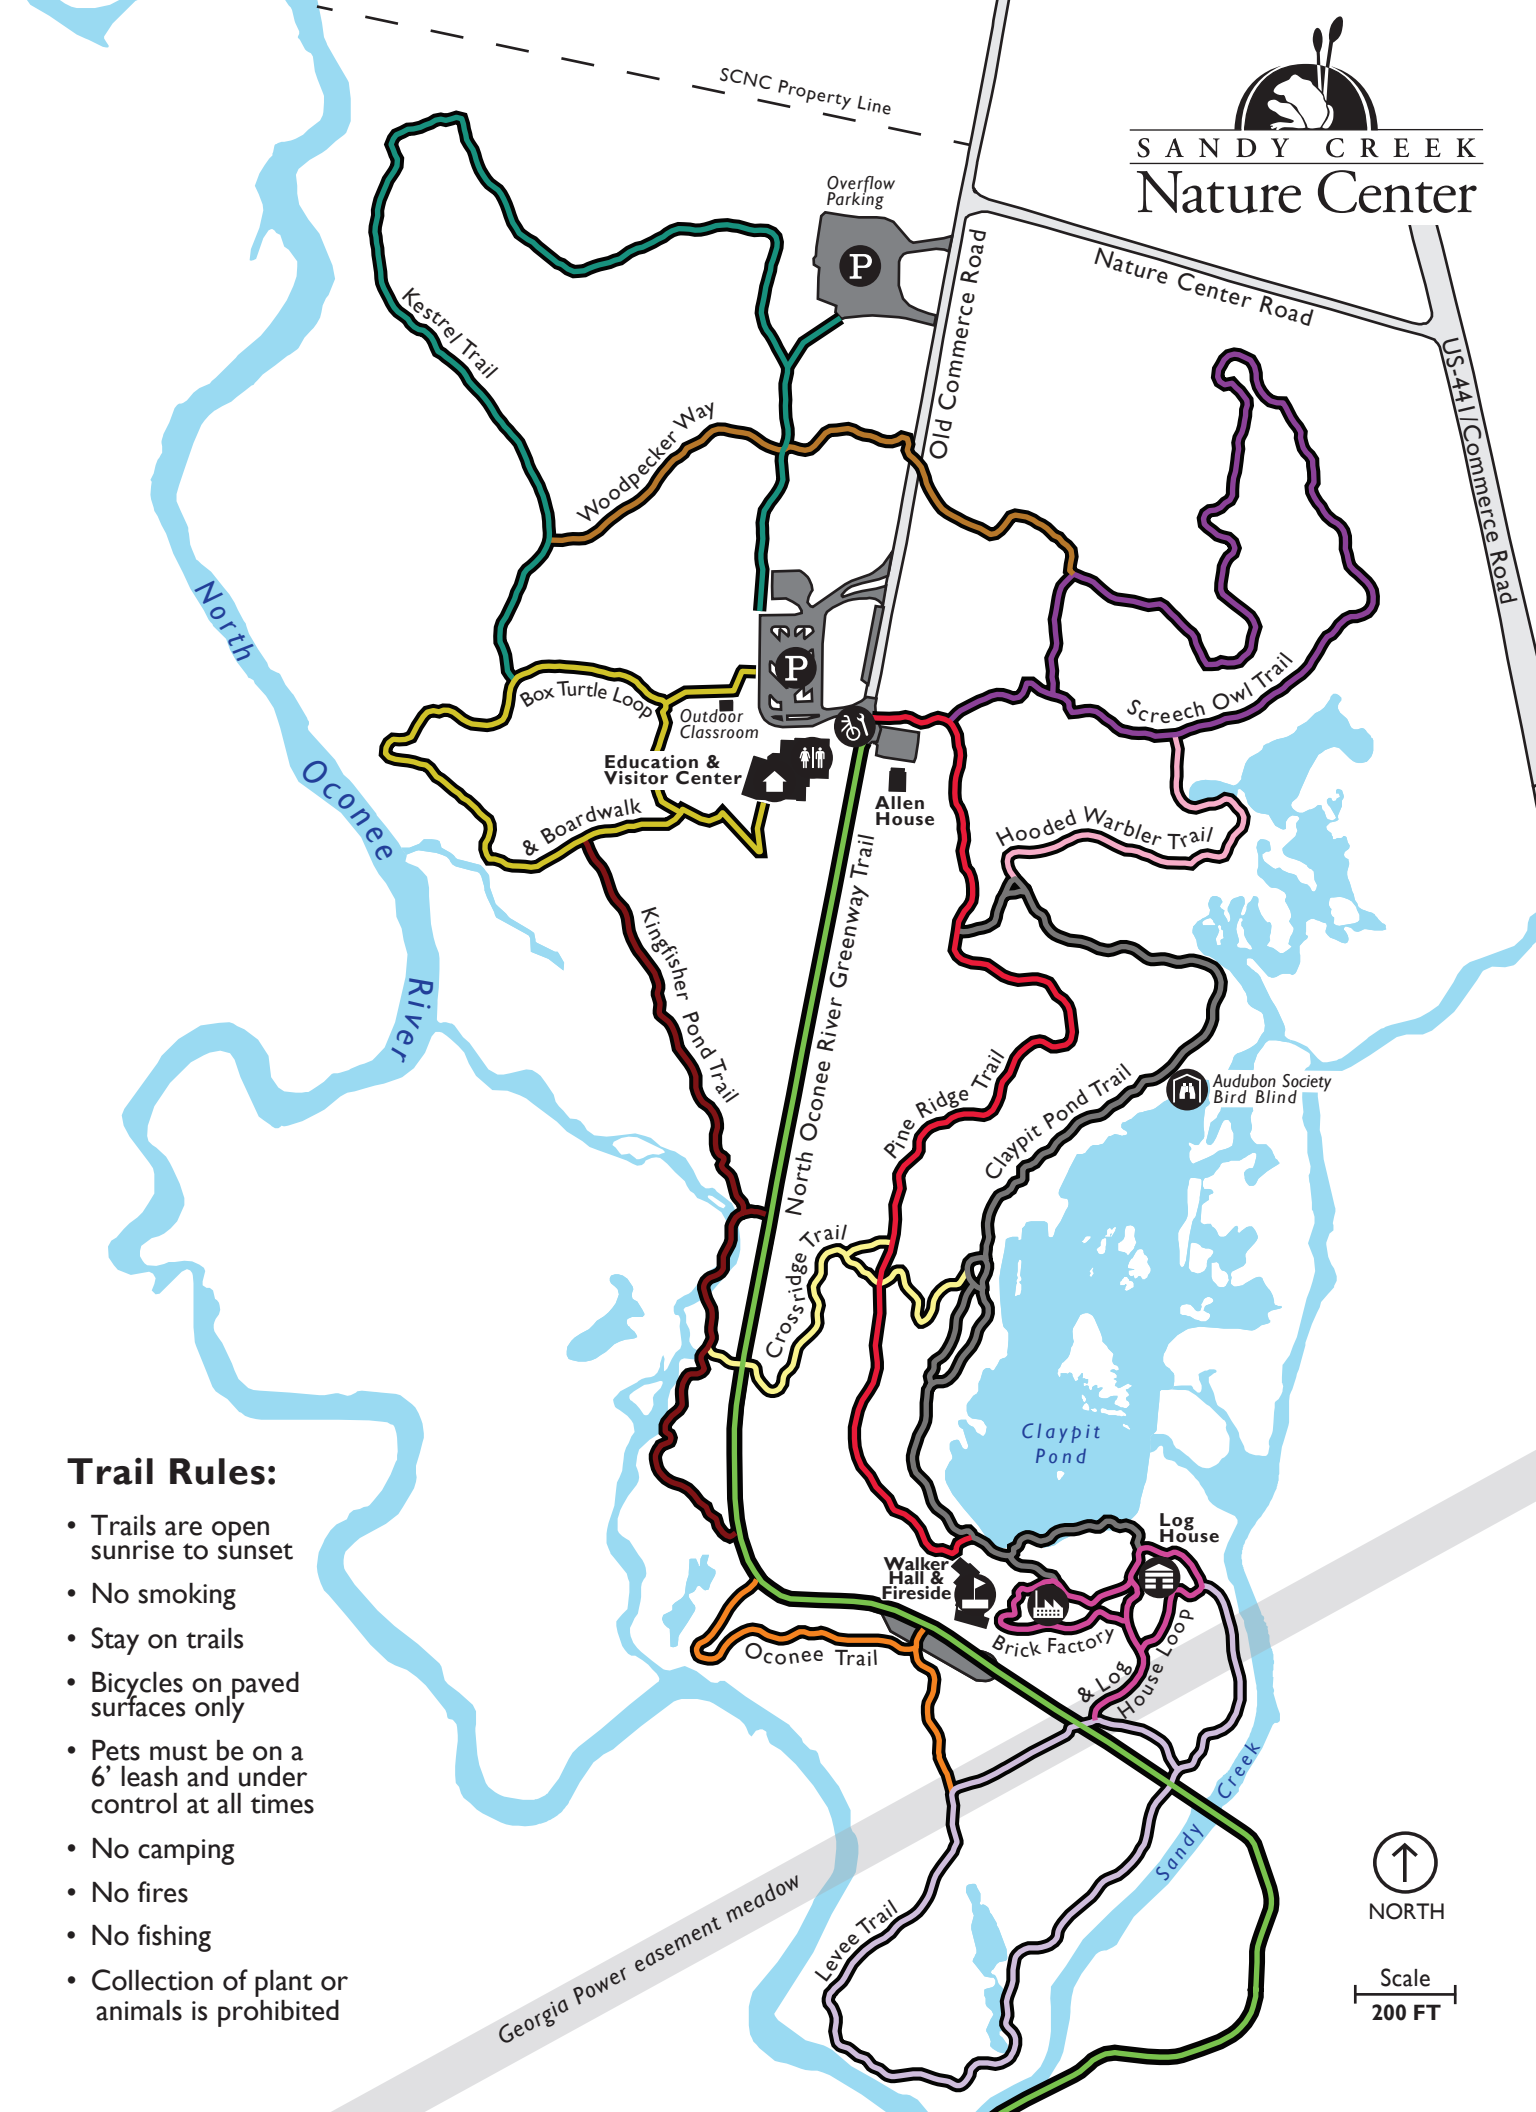 SCNC Property Line
SANDY CREEK
Nature Center
Overflow
Parking
P
Old Commerce Road
Nature Center Road
US-441/Commerce Road
Kestrel Trail
Woodpecker Way
North
Oconee
River
Box Turtle Loop
& Boardwalk
P
Outdoor
Classroom
Education &
Visitor Center
Allen
House
Screech Owl Trail
Hooded Warbler Trail
Kingfisher Pond Trail
North Oconee River Greenway Trail
Pine Ridge Trail
Claypit Pond Trail
Audubon Society
Bird Blind
Crossridge Trail
Claypit
Pond
Log
House
Walker
Hall &
Fireside
Brick Factory
& Log
House Loop
Oconee Trail
Sandy Creek
Levee Trail
Georgia Power easement meadow
Trail Rules:
• Trails are open
sunrise to sunset
• No smoking
• Stay on trails
• Bicycles on paved
surfaces only
• Pets must be on a
6’ leash and under
control at all times
• No camping
• No fires
• No fishing
• Collection of plant or
animals is prohibited
NORTH
Scale
200 FT